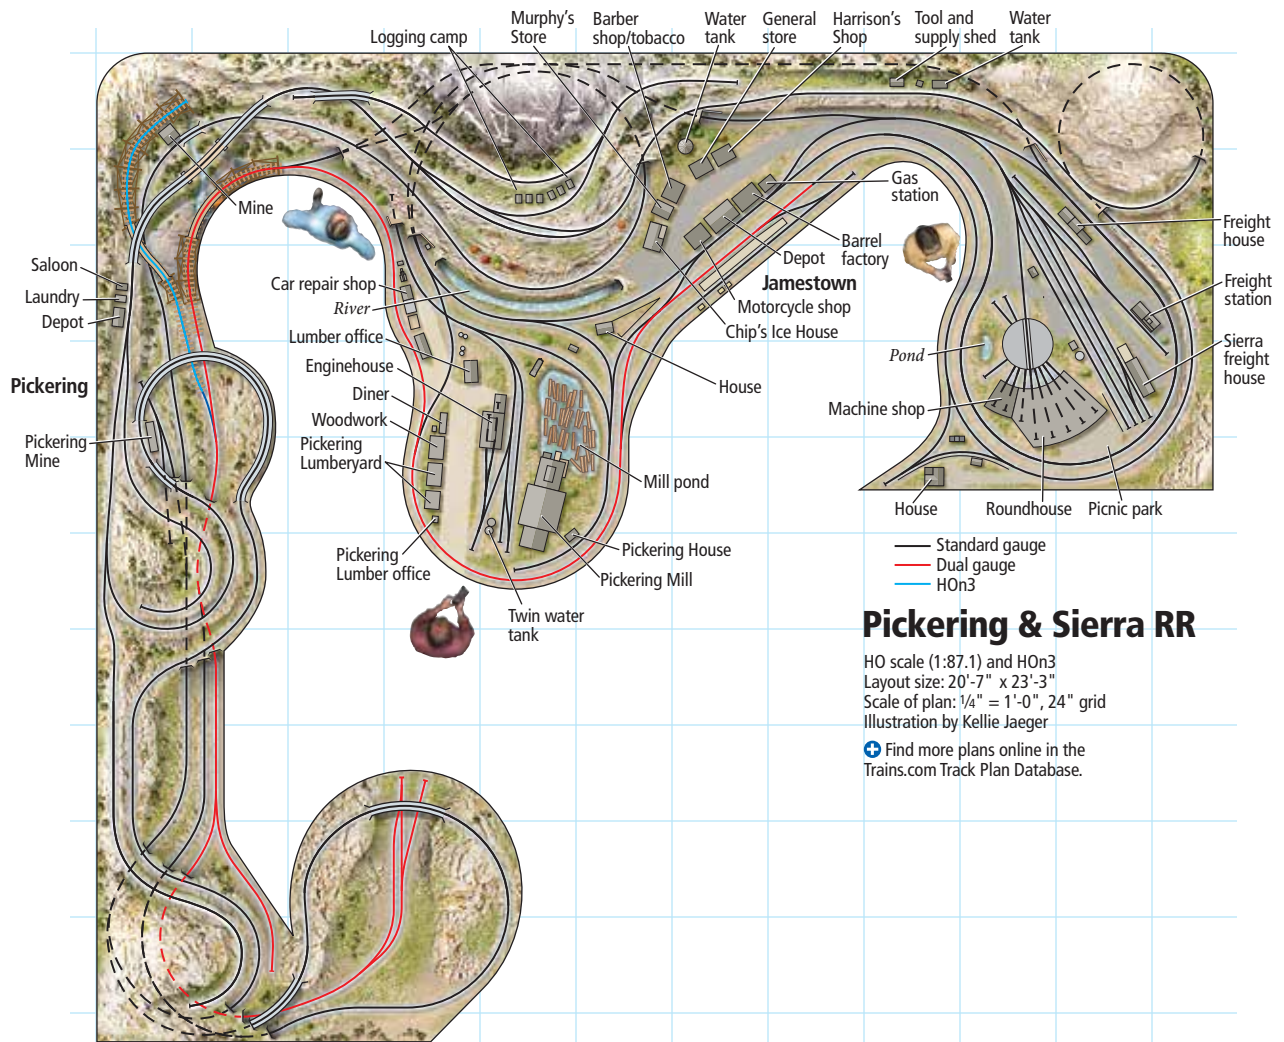 Logging camp
Murphy's
Store
Barber
shop/tobacco
Water
tank
General
store
Harrison's
Shop
Tool and
supply shed
Water
tank
Mine
Saloon
Laundry
Depot
Car repair shop
River
Lumber office
Enginehouse
Diner
Woodwork
Pickering
Lumberyard
Pickering
Pickering
Mine
Pickering
Lumber office
Twin water
tank
Pickering House
Pickering Mill
Mill pond
House
Chip's Ice House
Motorcycle shop
Jamestown
Depot
Barrel
factory
Gas
station
Freight
house
Freight
station
Sierra
freight
house
Pond
Machine shop
House
Roundhouse
Picnic park
Standard gauge
Dual gauge
HOn3
Pickering & Sierra RR
HO scale (1:87.1) and HOn3
Layout size: 20'-7" x 23'-3"
Scale of plan: 1/4" = 1'-0", 24" grid
Illustration by Kellie Jaeger
Find more plans online in the
Trains.com Track Plan Database.